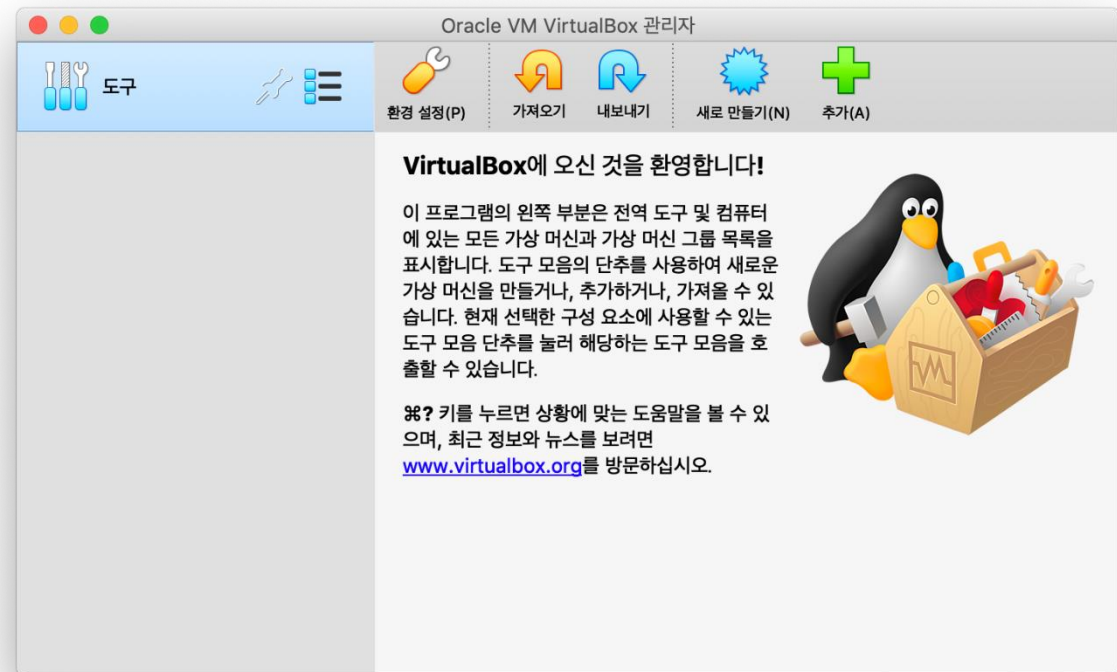 Oracle VM VirtualBox 관리자
도구
환경 설정(P)
가져오기
내보내기
새로 만들기(N)
추가(A)
VirtualBox에 오신 것을 환영합니다!
이 프로그램의 왼쪽 부분은 전역 도구 및 컴퓨터
에 있는 모든 가상 머신과 가상 머신 그룹 목록을
표시합니다. 도구 모음의 단추를 사용하여 새로운
가상 머신을 만들거나, 추가하거나, 가져올 수 있
습니다. 현재 선택한 구성 요소에 사용할 수 있는
도구 모음 단추를 눌러 해당하는 도구 모음을 호
출할 수 있습니다.
⌘? 키를 누르면 상황에 맞는 도움말을 볼 수 있
으며, 최근 정보와 뉴스를 보려면
www.virtualbox.org를 방문하십시오.